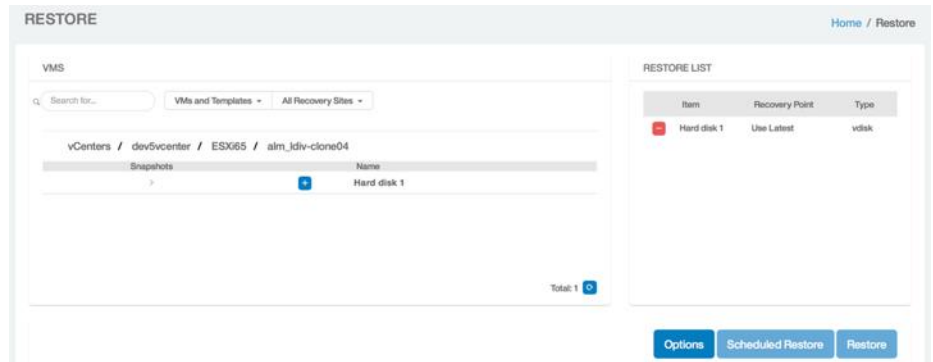 RESTORE
Home / Restore
VMS
Search for...
VMs and Templates
All Recovery Sites
vCenters / dev5vcenter / ESXi65 / alm_ldiv-clone04
Snapshots Name
> + Hard disk 1
Total: 1
RESTORE LIST
Item Recovery Point Type
Hard disk 1 Use Latest vdisk
Options Scheduled Restore Restore